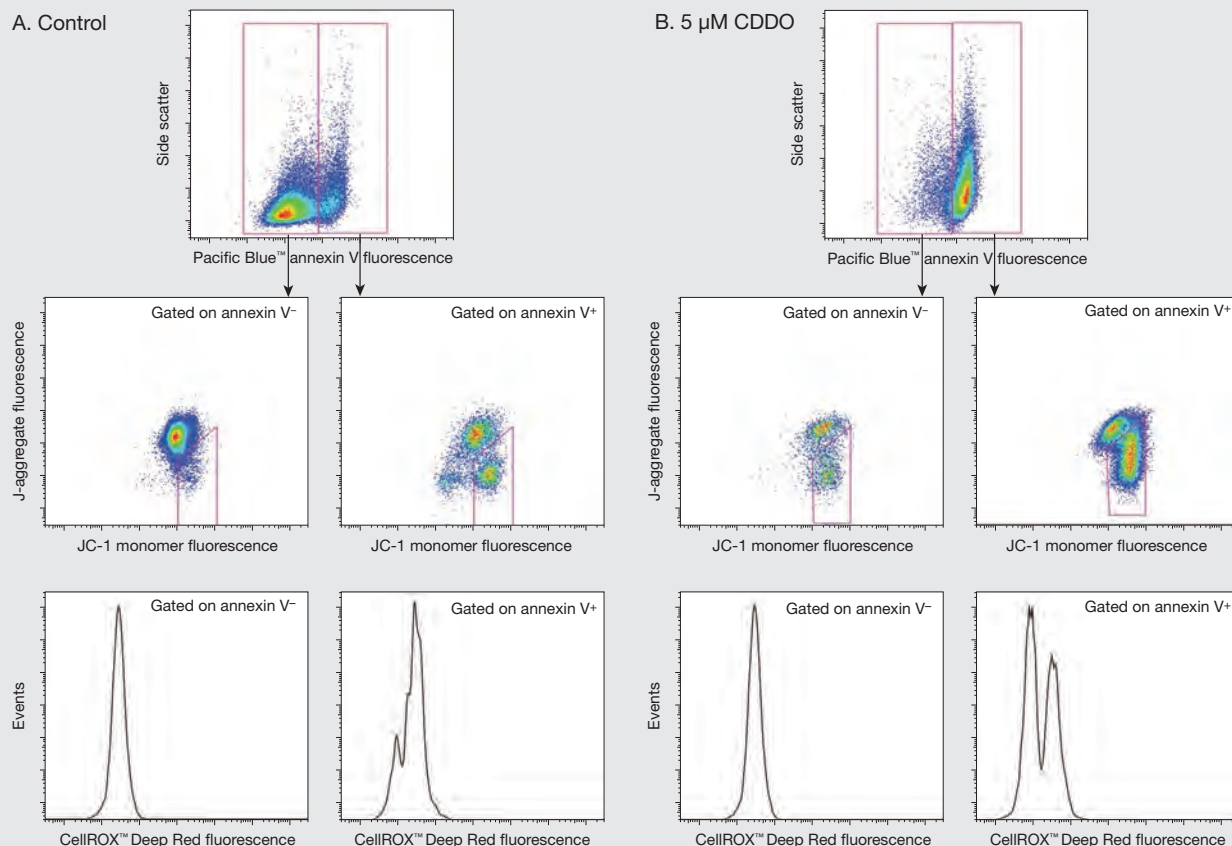 A. Control
Side scatter
Pacific Blue™ annexin V fluorescence
J-aggregate fluorescence
Gated on annexin V⁻
JC-1 monomer fluorescence
Gated on annexin V⁺
JC-1 monomer fluorescence
Events
Gated on annexin V⁻
CellROX™ Deep Red fluorescence
Gated on annexin V⁺
CellROX™ Deep Red fluorescence
B. 5 µM CDDO
Side scatter
Pacific Blue™ annexin V fluorescence
J-aggregate fluorescence
Gated on annexin V⁻
JC-1 monomer fluorescence
Gated on annexin V⁺
JC-1 monomer fluorescence
Events
Gated on annexin V⁻
CellROX™ Deep Red fluorescence
Gated on annexin V⁺
CellROX™ Deep Red fluorescence